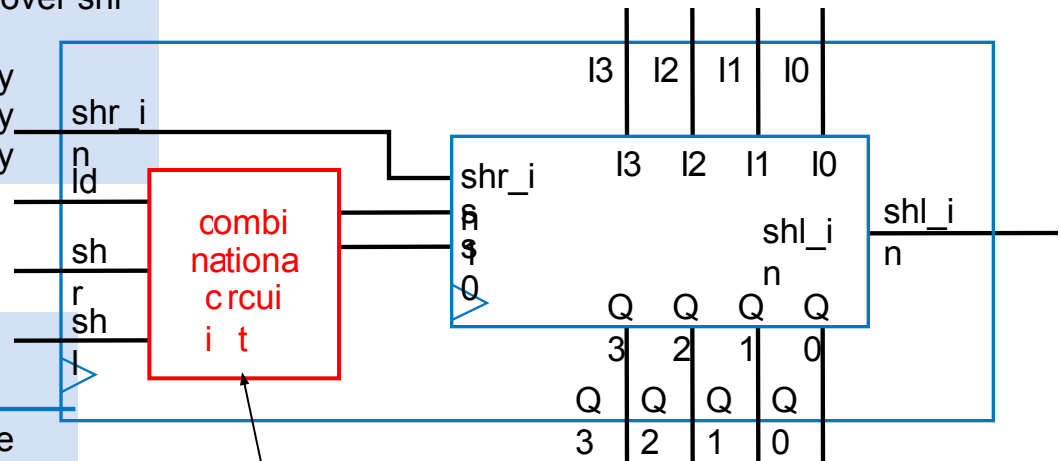 over shl
y
y
y
shr_i
n
ld
sh
r
sh
l
e
combi
nationa
c rcui
i t
I3 I2 I1 I0
I3 I2 I1 I0
shr_i
n
s
1
s
0
shl_i
n
shl_i
n
Q Q Q Q
3 2 1 0
Q Q Q Q
3 2 1 0